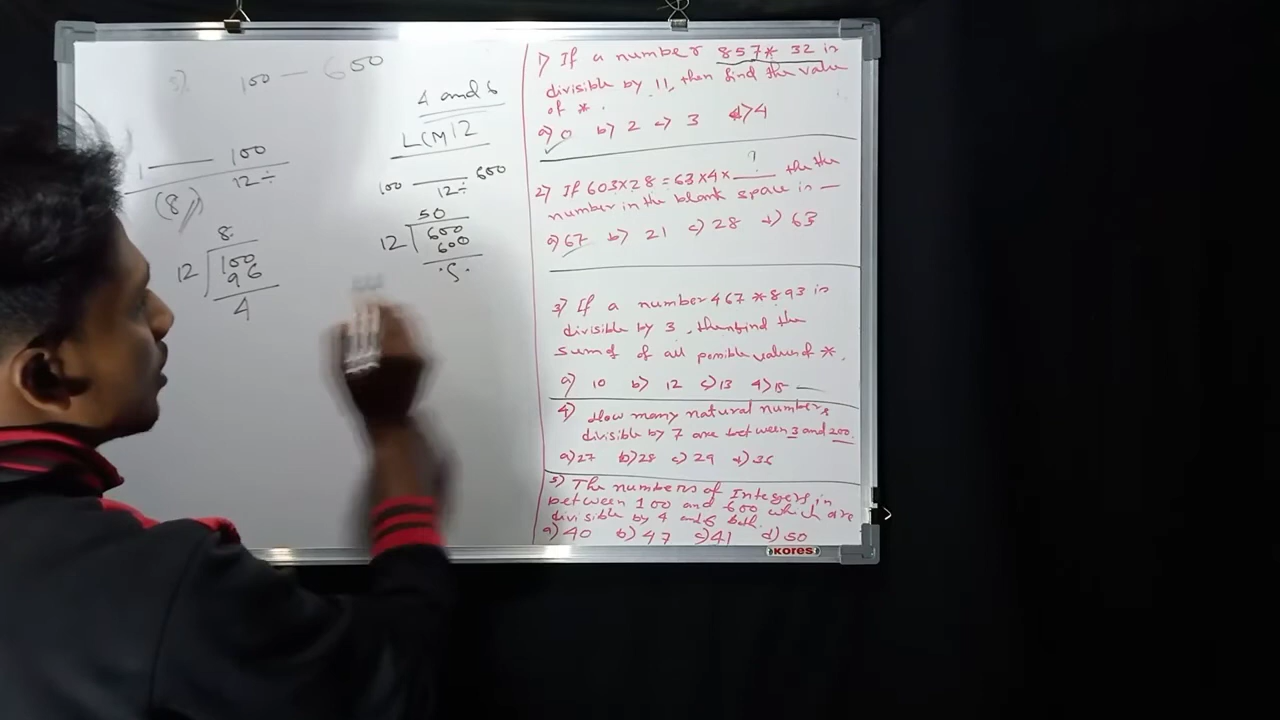 5)
100 — 600
4 and 6
LCM 12
1 —— 100
12 ÷
(8)
8
12 100
96
4
100 —— 600
12 ÷
50
12 600
600
1) If a number 857* 32 is
divisible by 11, then find the value
of *.
a) 0 b) 2 c) 3 d) 4
2) If 603×28 = 63×4× __?__ the the
number in the blank space is —
a) 67 b) 21 c) 28 d) 63
3) If a number 467*893 is
divisible by 3, then find the
sum of of all possible values of *.
a) 10 b) 12 c) 13 d) 15
4) How many natural numbers
divisible by 7 are between 3 and 200.
a) 27 b) 28 c) 29 d) 36
5) The numbers of Integers in
between 100 and 600 which are
divisible by 4 and 6 both.
a) 40 b) 47 c) 41 d) 50
KORES